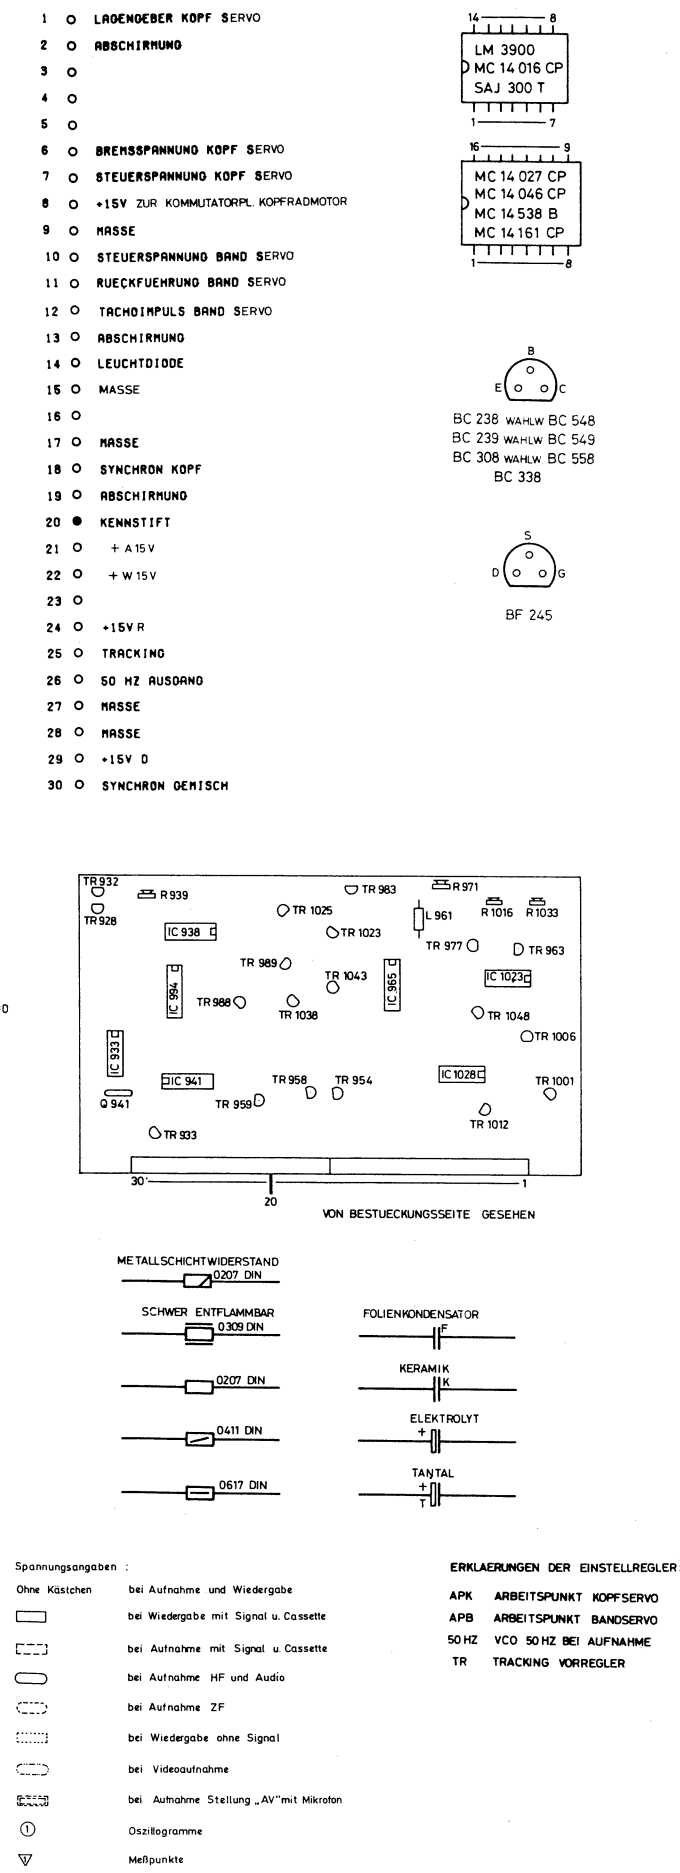 1 LAGENGEBER KOPF SERVO
2 ABSCHIRMUNG
3
4
5
6 BREMSSPANNUNG KOPF SERVO
7 STEUERSPANNUNG KOPF SERVO
8 +15V ZUR KOMMUTATORPL. KOPFRADMOTOR
9 MASSE
10 STEUERSPANNUNG BAND SERVO
11 RUECKFUEHRUNG BAND SERVO
12 TACHOIMPULS BAND SERVO
13 ABSCHIRMUNG
14 LEUCHTDIODE
15 MASSE
16
17 MASSE
18 SYNCHRON KOPF
19 ABSCHIRMUNG
20 KENNSTIFT
21 + A 15 V
22 + W 15V
23
24 +15V R
25 TRACKING
26 50 HZ AUSGANG
27 MASSE
28 MASSE
29 +15V D
30 SYNCHRON GEMISCH
14 8
LM 3900
MC 14 016 CP
SAJ 300 T
1 7
16 9
MC 14 027 CP
MC 14 046 CP
MC 14 538 B
MC 14 161 CP
1 8
B
E C
BC 238 WAHLW BC 548
BC 239 WAHLW BC 549
BC 308 WAHLW. BC 558
BC 338
S
D G
BF 245
TR 932
R 939
TR 983
R 971
TR 928
TR 1025
L 961
R 1016
R 1033
IC 938
TR 1023
TR 977
TR 963
TR 989
IC 994
TR 1043
IC 965
IC 1023
TR 988
TR 1038
TR 1048
TR 1006
IC 933
IC 941
TR 958
TR 954
IC 1028
TR 1001
Q 941
TR 959
TR 1012
TR 933
30 1
20
VON BESTUECKUNGSSEITE GESEHEN
METALLSCHICHTWIDERSTAND
0207 DIN
SCHWER ENTFLAMMBAR
0309 DIN
0207 DIN
0411 DIN
0617 DIN
FOLIENKONDENSATOR
F
KERAMIK
K
ELEKTROLYT
+
TANTAL
+
T
Spannungsangaben :
Ohne Kästchen bei Aufnahme und Wiedergabe
bei Wiedergabe mit Signal u. Cassette
bei Aufnahme mit Signal u. Cassette
bei Aufnahme HF und Audio
bei Aufnahme ZF
bei Wiedergabe ohne Signal
bei Videoaufnahme
bei Aufnahme Stellung „AV" mit Mikrofon
1 Oszillogramme
Meßpunkte
ERKLAERUNGEN DER EINSTELLREGLER:
APK ARBEITSPUNKT KOPFSERVO
APB ARBEITSPUNKT BANDSERVO
50 HZ VCO 50 HZ BEI AUFNAHME
TR TRACKING VORREGLER